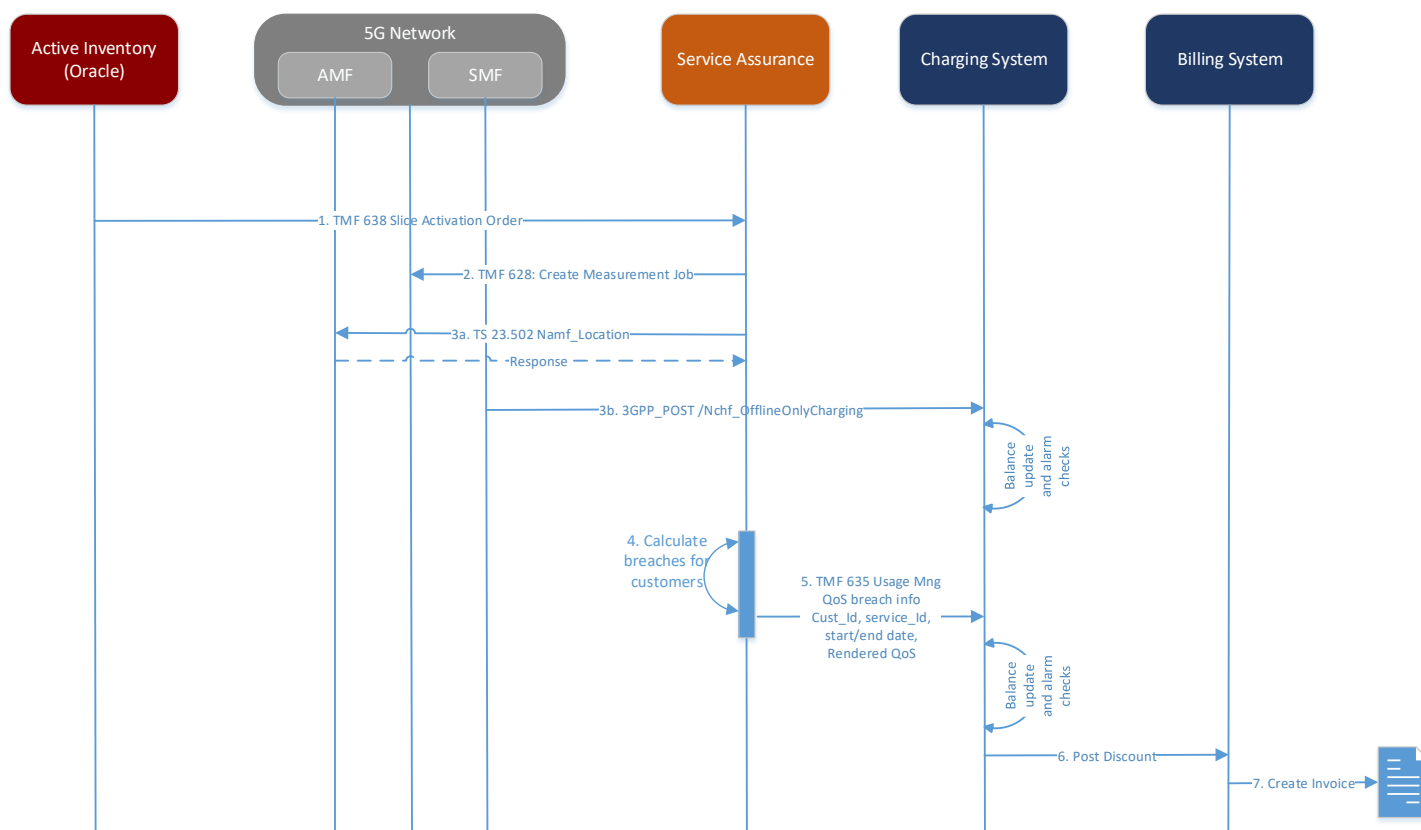 Active Inventory
(Oracle)
5G Network
AMF
SMF
Service Assurance
Charging System
Billing System
1. TMF 638 Slice Activation Order
2. TMF 628: Create Measurement Job
3a. TS 23.502 Namf_Location
Response
3b. 3GPP_POST /Nchf_OfflineOnlyCharging
Balance
update
and alarm
checks
4. Calculate
breaches for
customers
5. TMF 635 Usage Mng
QoS breach info
Cust_Id, service_Id,
start/end date,
Rendered QoS
Balance
update
and alarm
checks
6. Post Discount
7. Create Invoice